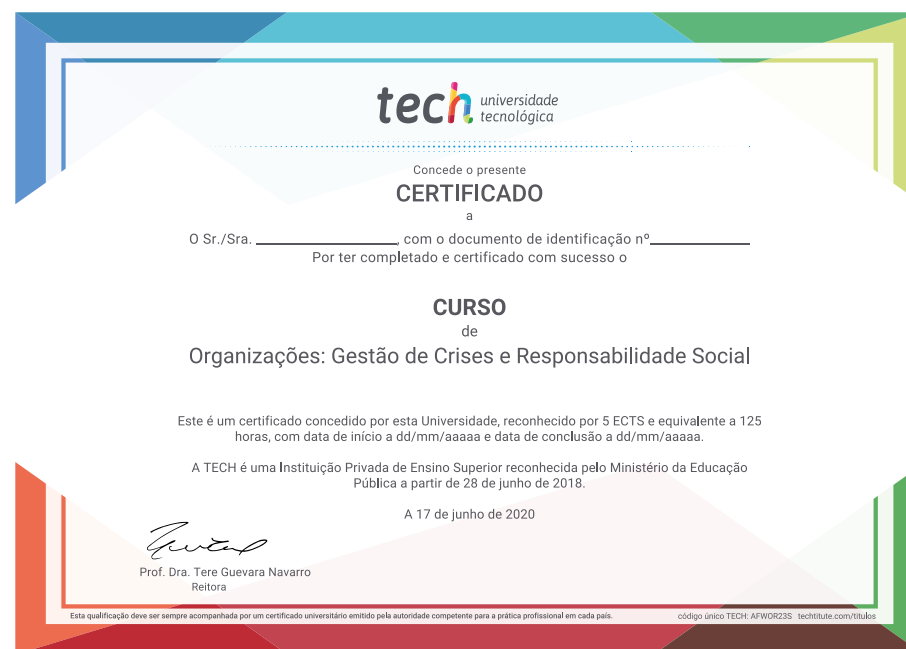 tech universidade
tecnológica
Concede o presente
CERTIFICADO
a
O Sr./Sra. ________________, com o documento de identificação nº___________
Por ter completado e certificado com sucesso o
CURSO
de
Organizações: Gestão de Crises e Responsabilidade Social
Este é um certificado concedido por esta Universidade, reconhecido por 5 ECTS e equivalente a 125
horas, com data de início a dd/mm/aaaaa e data de conclusão a dd/mm/aaaaa.
A TECH é uma Instituição Privada de Ensino Superior reconhecida pelo Ministério da Educação
Pública a partir de 28 de junho de 2018.
A 17 de junho de 2020
Prof. Dra. Tere Guevara Navarro
Reitora
Esta qualificação deve ser sempre acompanhada por um certificado universitário emitido pela autoridade competente para a prática profissional em cada país.
código único TECH: AFWOR23S techtitute.com/titulos